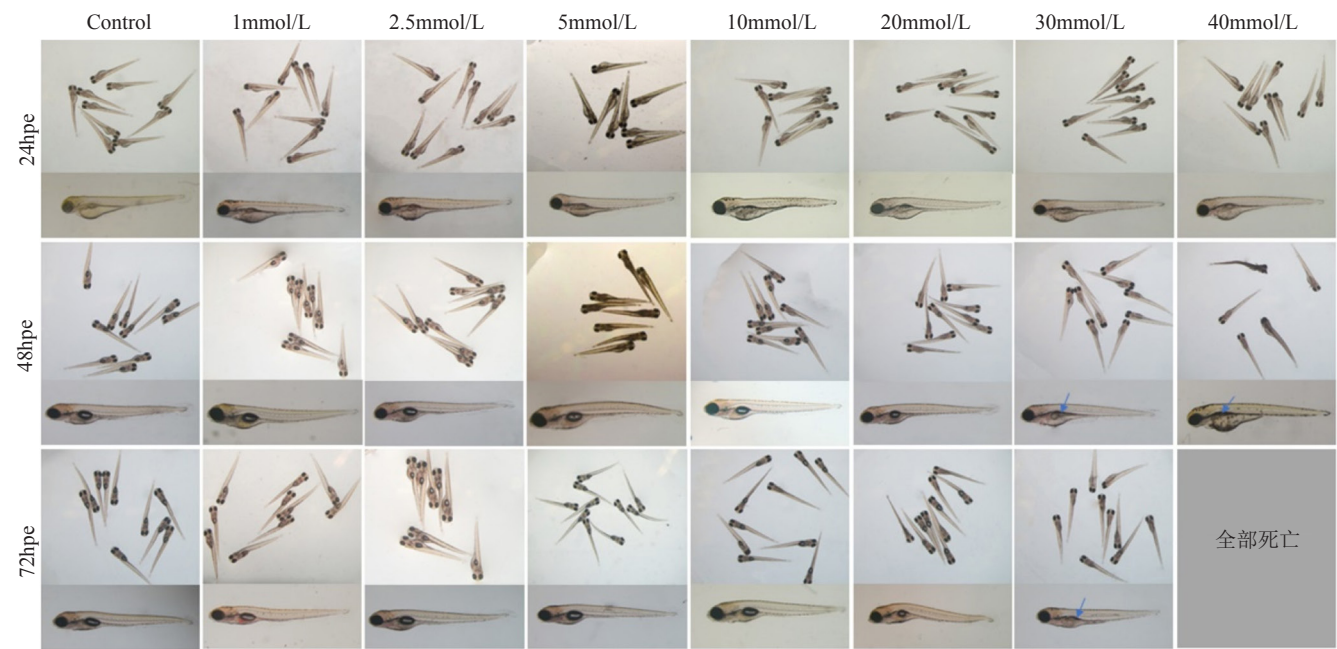 Control 1mmol/L 2.5mmol/L 5mmol/L 10mmol/L 20mmol/L 30mmol/L 40mmol/L
24hpe
48hpe
72hpe
全部死亡